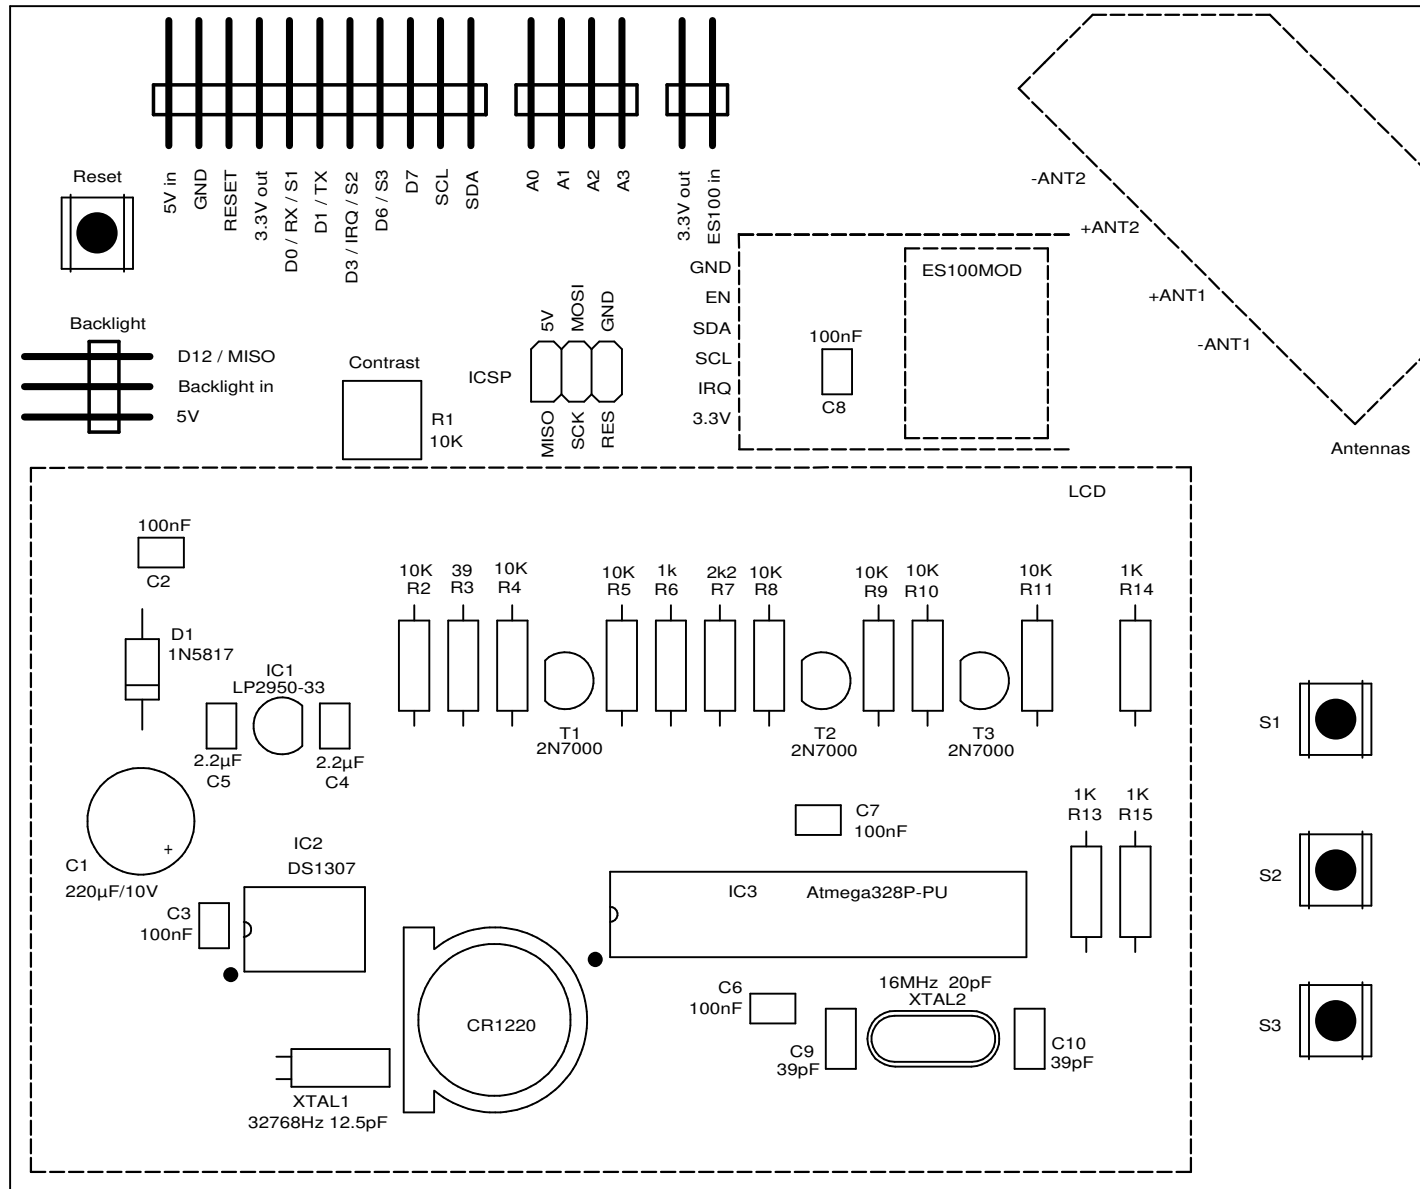 5V in
GND
RESET
3.3V out
D0 / RX / S1
D1 / TX
D3 / IRQ / S2
D6 / S3
D7
SCL
SDA
A0
A1
A2
A3
3.3V out
ES100 in
Reset
-ANT2
+ANT2
+ANT1
-ANT1
Antennas
GND
EN
SDA
SCL
IRQ
3.3V
ES100MOD
100nF
C8
Backlight
D12 / MISO
Backlight in
5V
Contrast
R1
10K
ICSP
5V
MOSI
GND
MISO
SCK
RES
LCD
100nF
C2
D1
1N5817
IC1
LP2950-33
2.2µF
C5
2.2µF
C4
10K
R2
39
R3
10K
R4
10K
R5
1k
R6
2k2
R7
10K
R8
10K
R9
10K
R10
10K
R11
1K
R14
T1
2N7000
T2
2N7000
T3
2N7000
S1
S2
S3
C1
+
220µF/10V
IC2
DS1307
C3
100nF
C7
100nF
1K
R13
1K
R15
IC3 Atmega328P-PU
C6
100nF
16MHz 20pF
XTAL2
C9
39pF
C10
39pF
CR1220
XTAL1
32768Hz 12.5pF